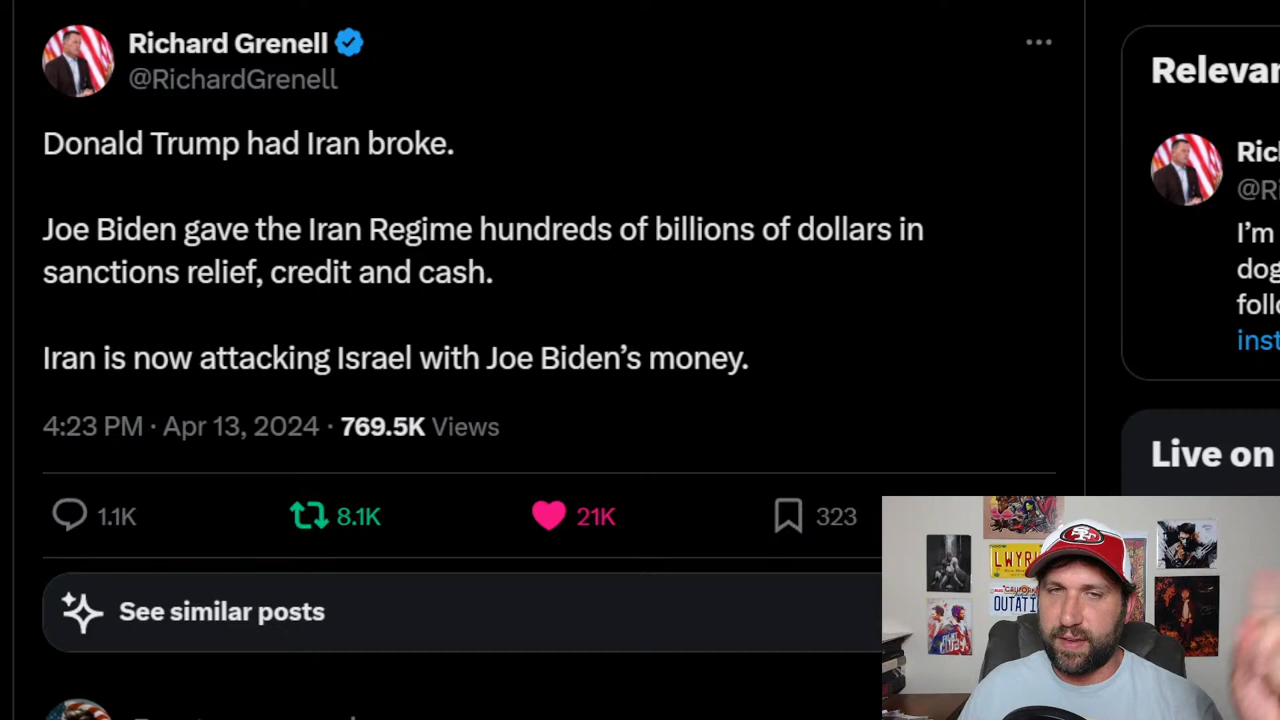 Richard Grenell
@RichardGrenell
Donald Trump had Iran broke.
Joe Biden gave the Iran Regime hundreds of billions of dollars in
sanctions relief, credit and cash.
Iran is now attacking Israel with Joe Biden’s money.
4:23 PM · Apr 13, 2024 · 769.5K Views
1.1K
8.1K
21K
323
See similar posts
Relevan
Ric
@Ri
I’m
dog
follo
inst
Live on
LWYR
OUTATI